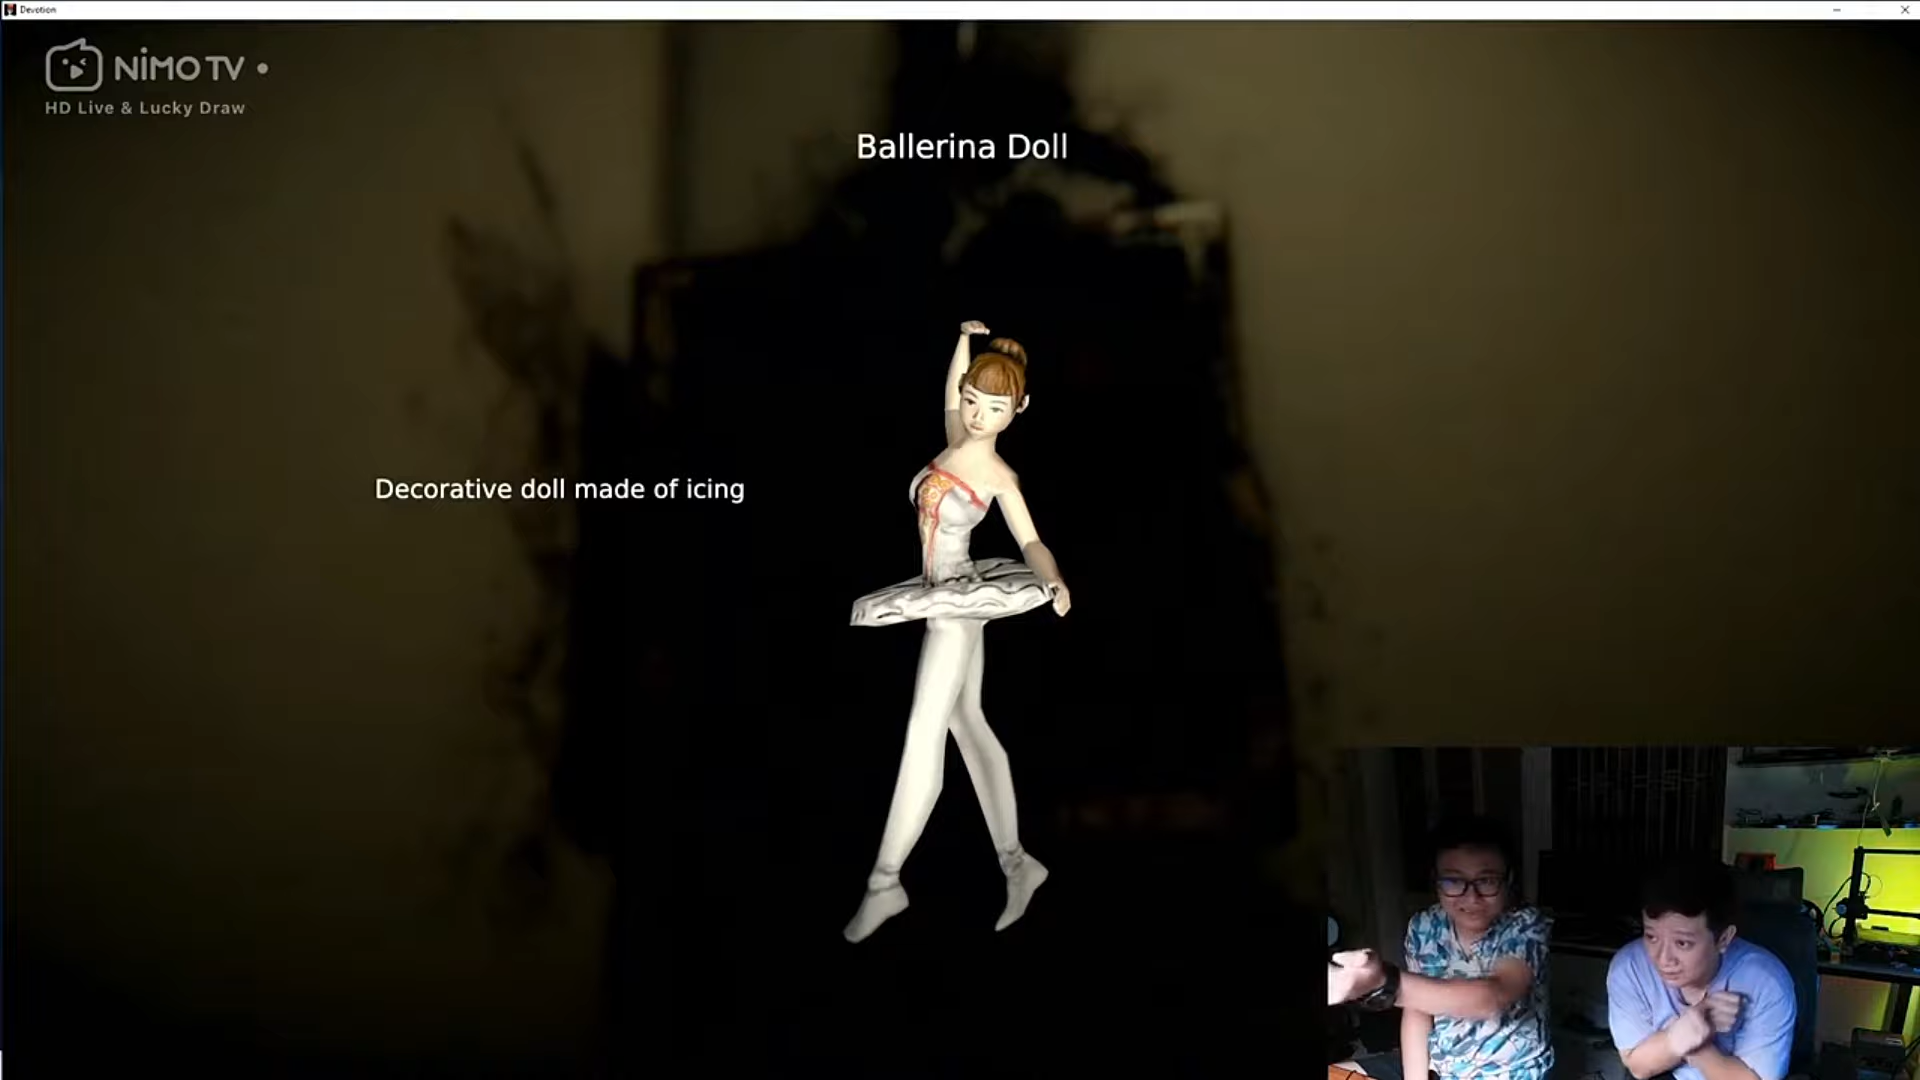 Devotion
NIMO TV
HD Live & Lucky Draw
Ballerina Doll
Decorative doll made of icing